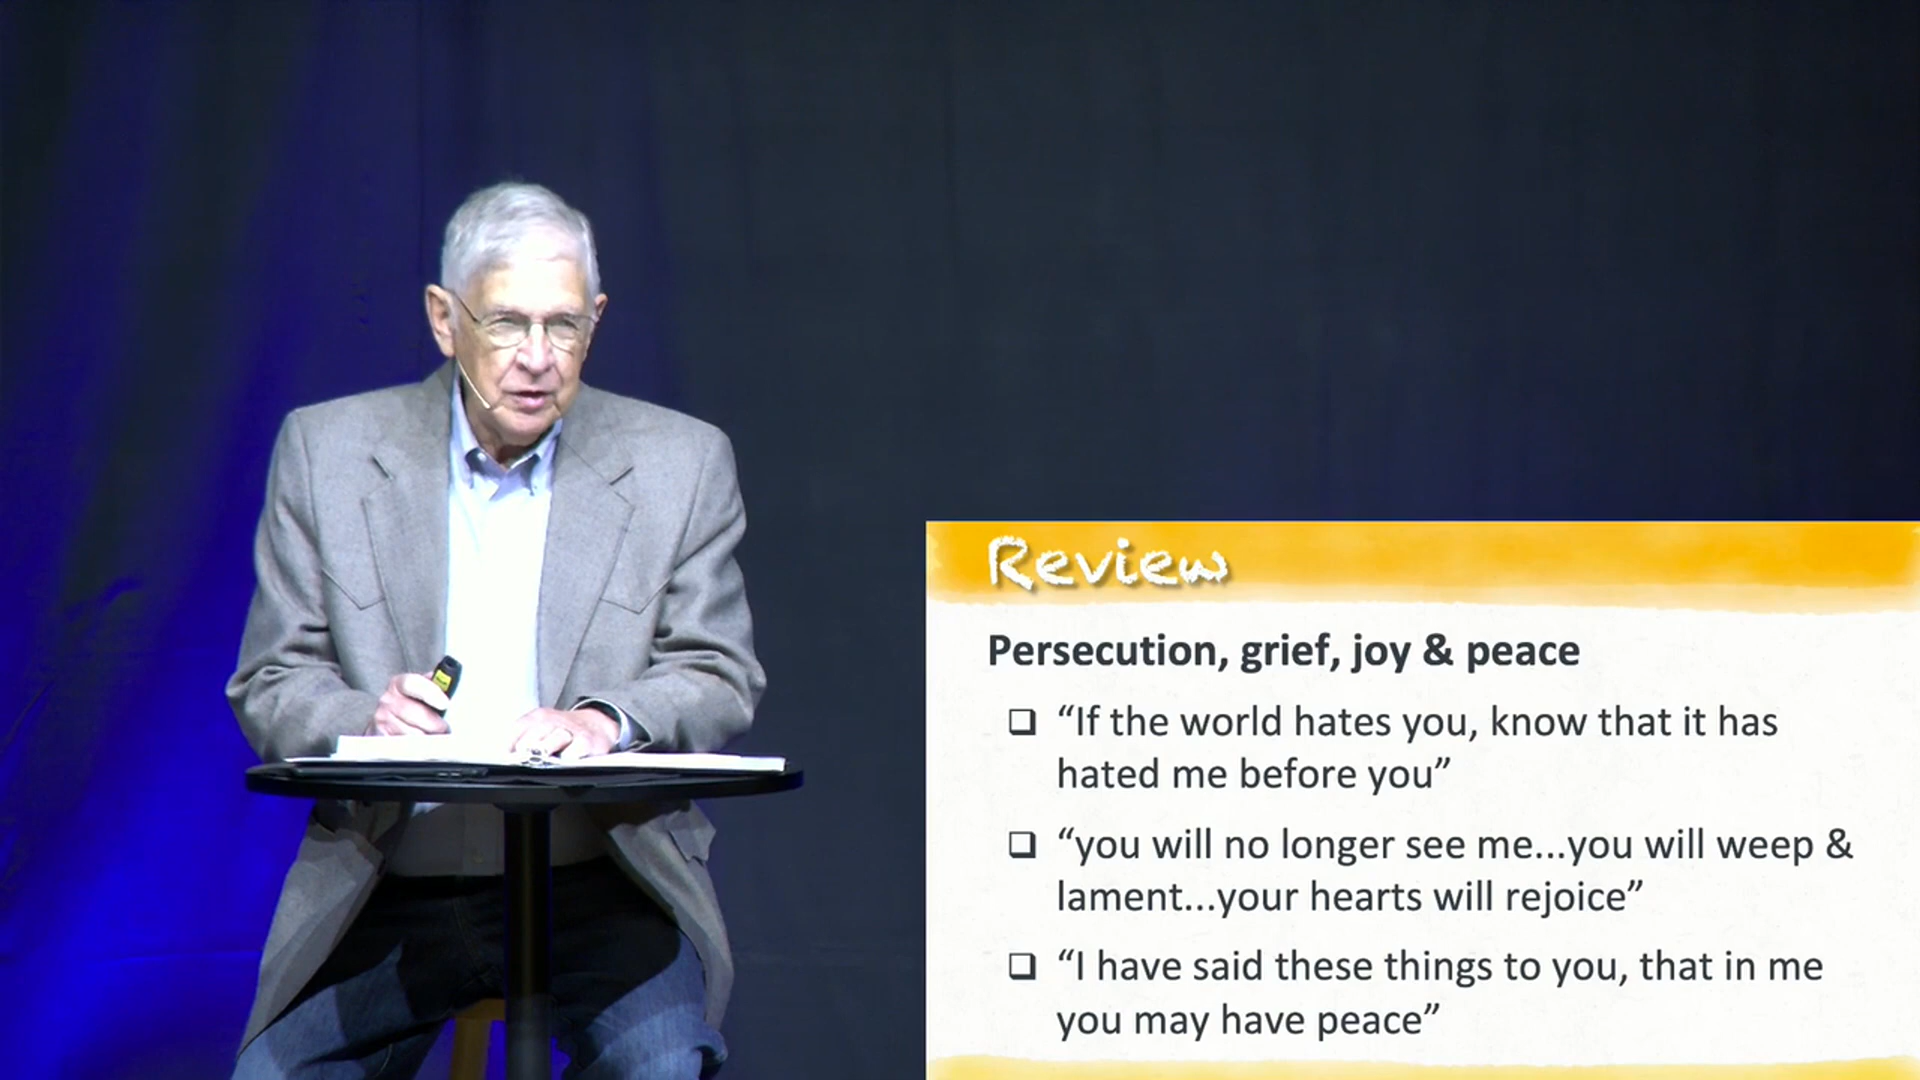 Review
Persecution, grief, joy & peace
“If the world hates you, know that it has
hated me before you”
“you will no longer see me...you will weep &
lament...your hearts will rejoice”
“I have said these things to you, that in me
you may have peace”